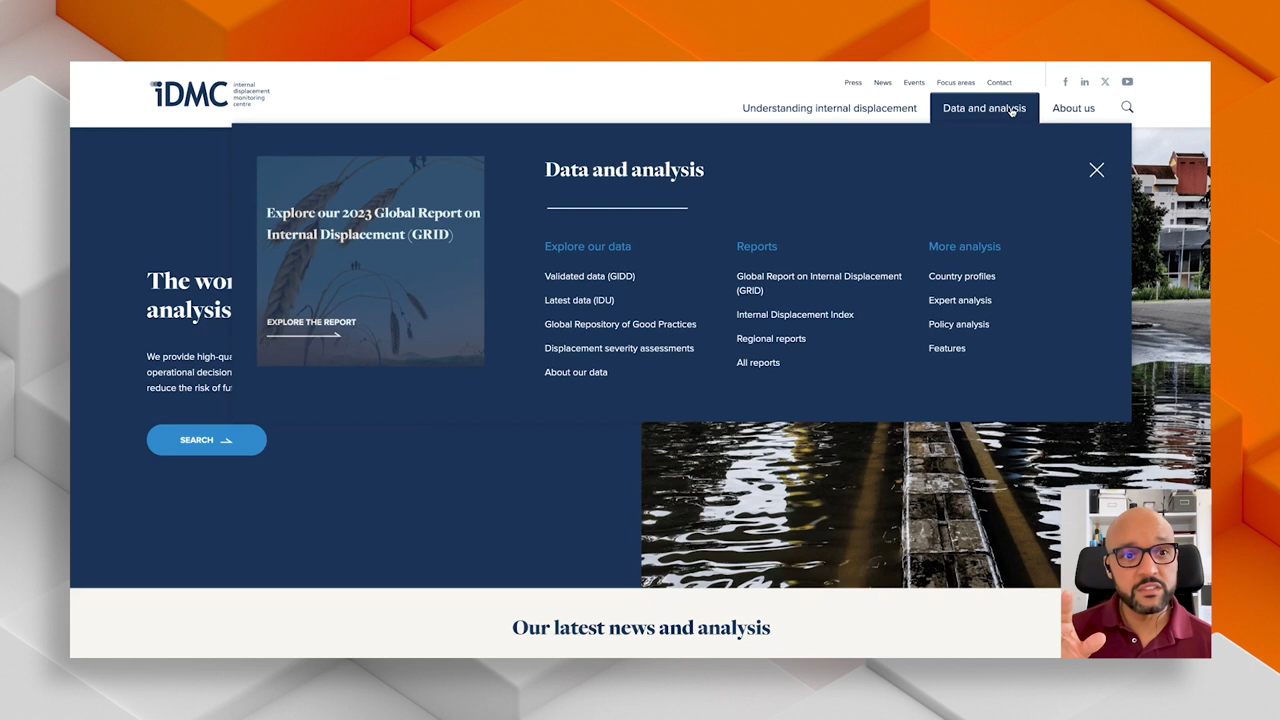 iDMC
internal
displacement
monitoring
centre
Press News Events Focus areas Contact
Understanding internal displacement Data and analysis About us
The wor
analysis
We provide high-qua
operational decision
reduce the risk of fu
SEARCH
Explore our 2023 Global Report on
Internal Displacement (GRID)
EXPLORE THE REPORT
Data and analysis
Explore our data
Validated data (GIDD)
Latest data (IDU)
Global Repository of Good Practices
Displacement severity assessments
About our data
Reports
Global Report on Internal Displacement
(GRID)
Internal Displacement Index
Regional reports
All reports
More analysis
Country profiles
Expert analysis
Policy analysis
Features
Our latest news and analysis